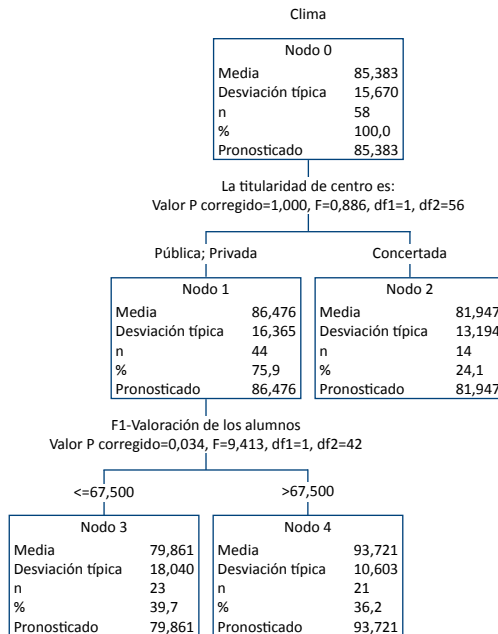 Clima
Nodo 0
Media 85,383
Desviación típica 15,670
n 58
% 100,0
Pronosticado 85,383
La titularidad de centro es:
Valor P corregido=1,000, F=0,886, df1=1, df2=56
Pública; Privada
Concertada
Nodo 1
Media 86,476
Desviación típica 16,365
n 44
% 75,9
Pronosticado 86,476
Nodo 2
Media 81,947
Desviación típica 13,194
n 14
% 24,1
Pronosticado 81,947
F1-Valoración de los alumnos
Valor P corregido=0,034, F=9,413, df1=1, df2=42
<=67,500
>67,500
Nodo 3
Media 79,861
Desviación típica 18,040
n 23
% 39,7
Pronosticado 79,861
Nodo 4
Media 93,721
Desviación típica 10,603
n 21
% 36,2
Pronosticado 93,721